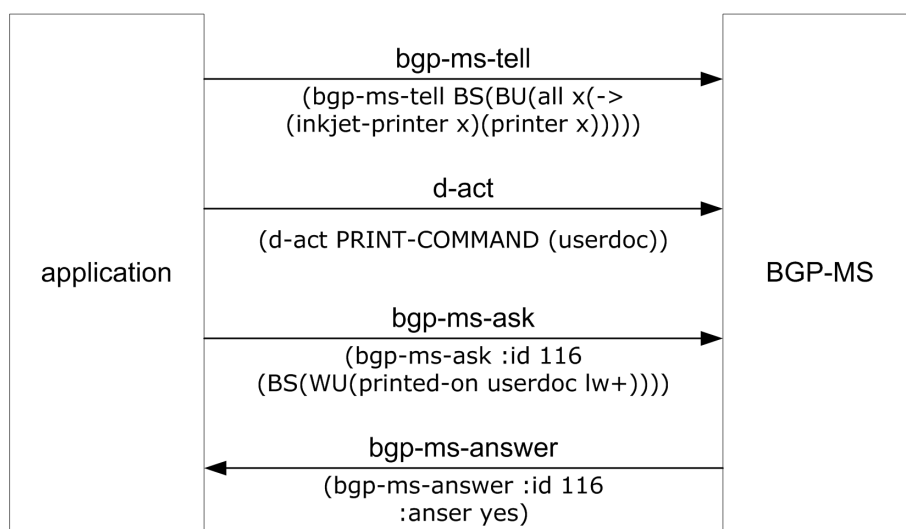 bgp-ms-tell
(bgp-ms-tell BS(BU(all x(->
(inkjet-printer x)(printer x)))))
d-act
(d-act PRINT-COMMAND (userdoc))
application
BGP-MS
bgp-ms-ask
(bgp-ms-ask :id 116
(BS(WU(printed-on userdoc lw+))))
bgp-ms-answer
(bgp-ms-answer :id 116
:anser yes)